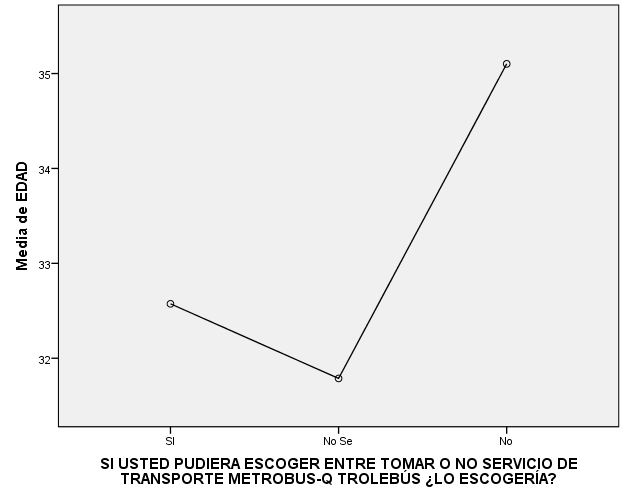 Media de EDAD
35
34
33
32
SI
No Se
No
SI USTED PUDIERA ESCOGER ENTRE TOMAR O NO SERVICIO DE
TRANSPORTE METROBUS-Q TROLEBÚS ¿LO ESCOGERÍA?